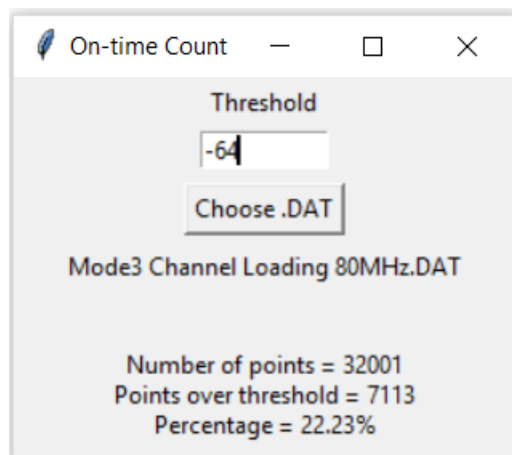 On-time Count
Threshold
-64
Choose .DAT
Mode3 Channel Loading 80MHz.DAT
Number of points = 32001
Points over threshold = 7113
Percentage = 22.23%